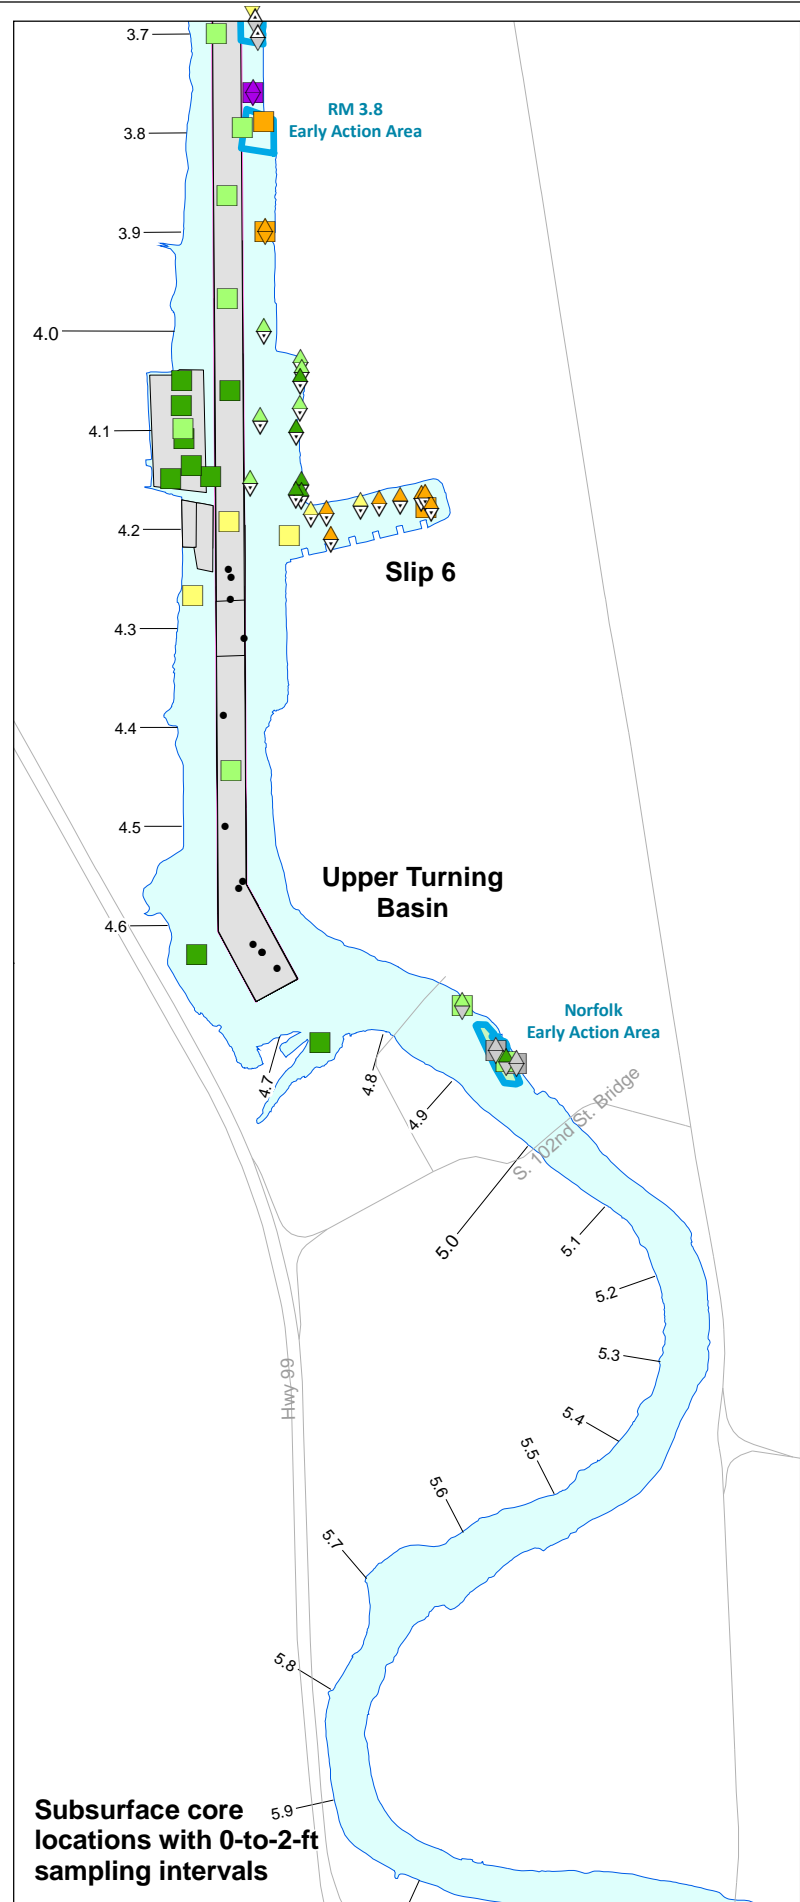 3.7
RM 3.8
Early Action Area
3.8
3.9
4.0
4.1
4.2
Slip 6
4.3
4.4
4.5
Upper Turning
Basin
4.6
Norfolk
Early Action Area
4.7
4.8
4.9
S. 102nd St. Bridge
5.0
5.1
5.2
5.3
Hwy 99
5.4
5.5
5.6
5.7
5.8
5.9
Subsurface core
locations with 0-to-2-ft
sampling intervals